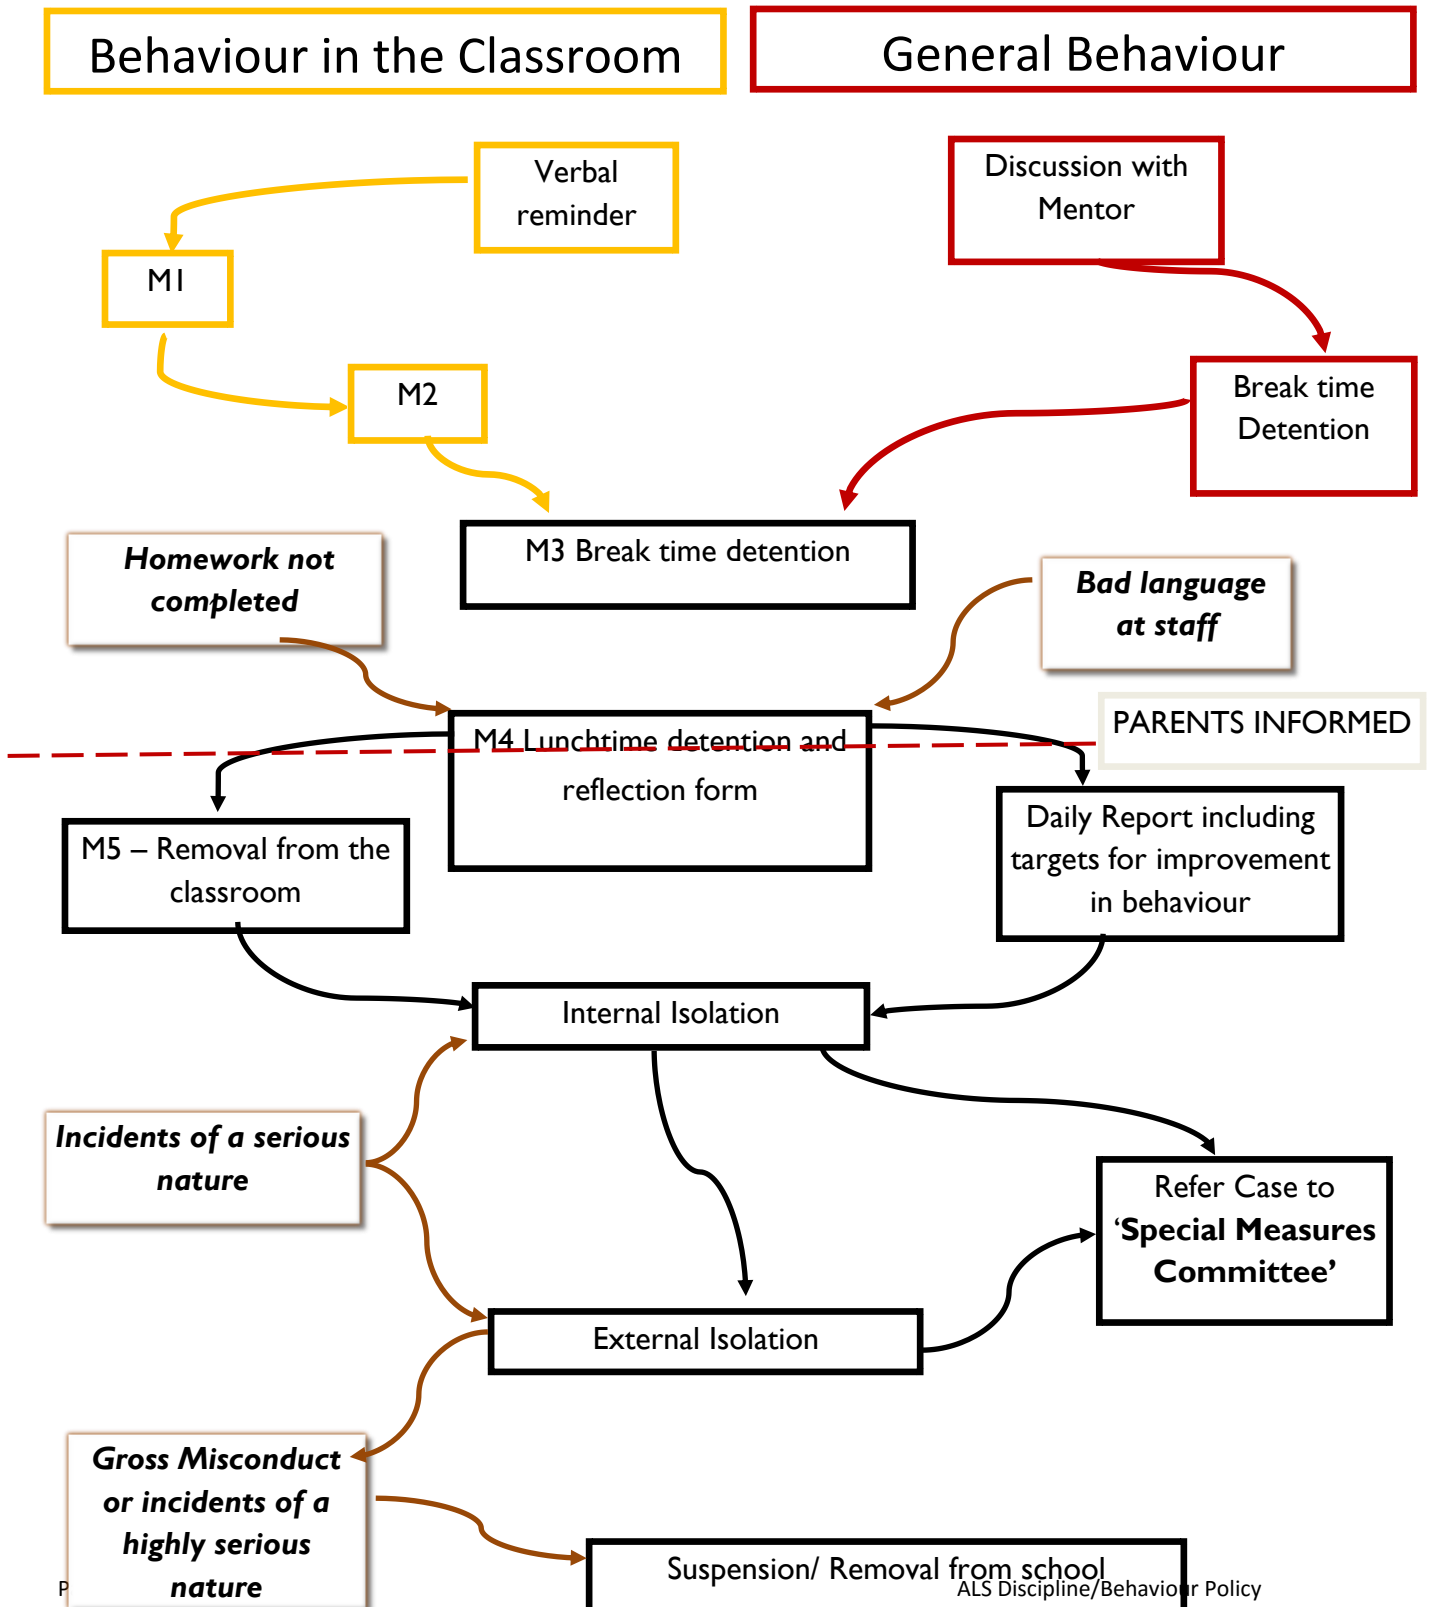 Behaviour in the Classroom
General Behaviour
Verbal
reminder
Discussion with
Mentor
M1
M2
Break time
Detention
M3 Break time detention
Homework not
completed
Bad language
at staff
PARENTS INFORMED
M4 Lunchtime detention and
reflection form
M5 – Removal from the
classroom
Daily Report including
targets for improvement
in behaviour
Internal Isolation
Incidents of a serious
nature
Refer Case to
‘Special Measures
Committee’
External Isolation
Gross Misconduct
or incidents of a
highly serious
nature
Suspension/ Removal from school
ALS Discipline/Behaviour Policy